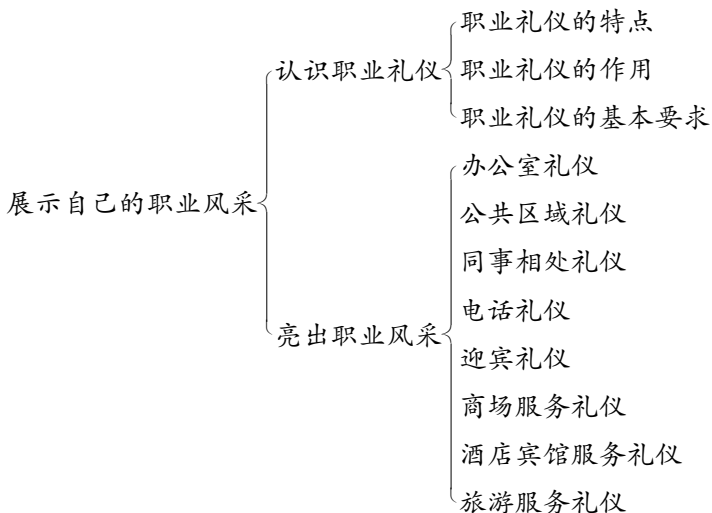 展示自己的职业风采
认识职业礼仪
职业礼仪的特点
职业礼仪的作用
职业礼仪的基本要求
亮出职业风采
办公室礼仪
公共区域礼仪
同事相处礼仪
电话礼仪
迎宾礼仪
商场服务礼仪
酒店宾馆服务礼仪
旅游服务礼仪